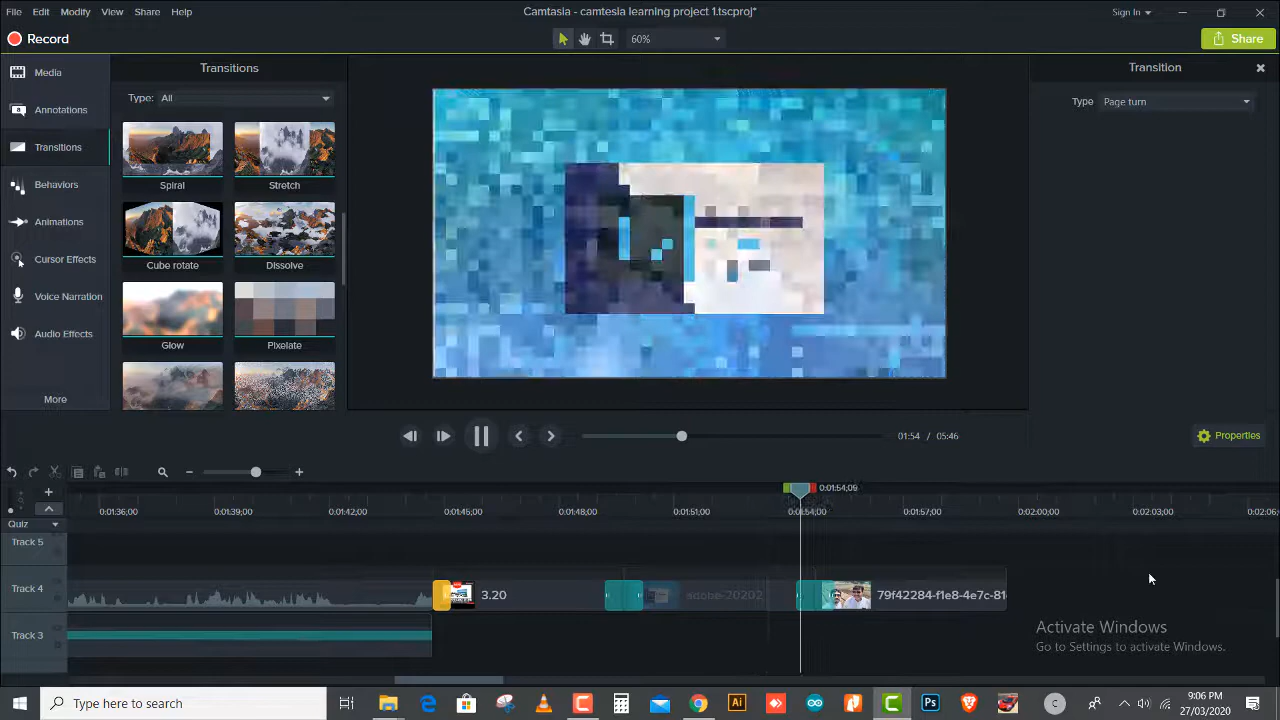 File Edit Modify View Share Help
Camtasia - camtesia learning project 1.tscproj*
Sign In
Record
60%
Share
Media
Annotations
Transitions
Behaviors
Animations
Cursor Effects
Voice Narration
Audio Effects
More
Transitions
Type: All
Spiral Stretch
Cube rotate Dissolve
Glow Pixelate
Transition
Type Page turn
01:54 / 05:46
Properties
0:01:54;09
0:01:36;00 0:01:39;00 0:01:42;00 0:01:45;00 0:01:48;00 0:01:51;00 0:01:54;00 0:01:57;00 0:02:00;00 0:02:03;00 0:02:06;
Quiz
Track 5
Track 4
3.20
adobe-20202
79f42284-f1e8-4e7c-81
Track 3
Activate Windows
Go to Settings to activate Windows.
Type here to search
9:06 PM
27/03/2020